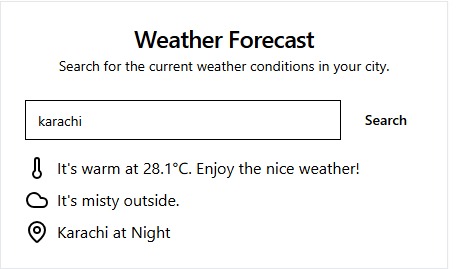 Weather Forecast
Search for the current weather conditions in your city.
karachi
Search
It's warm at 28.1°C. Enjoy the nice weather!
It's misty outside.
Karachi at Night